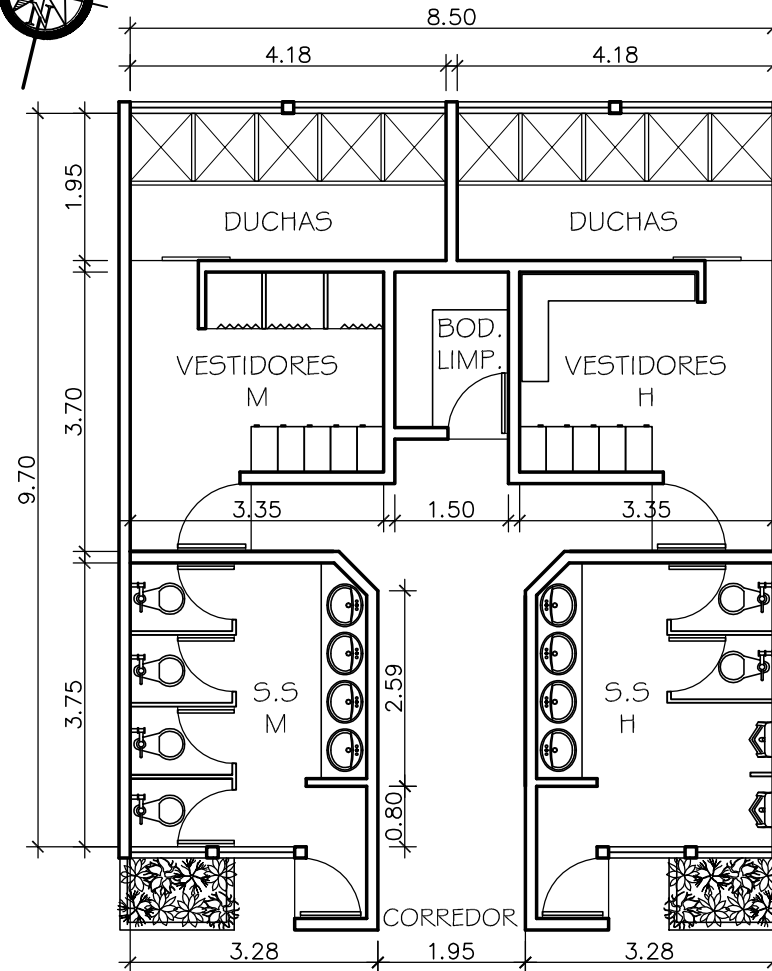 N
8.50
4.18
4.18
1.95
DUCHAS
DUCHAS
BOD.
LIMP.
VESTIDORES
M
VESTIDORES
H
3.70
9.70
3.35
1.50
3.35
2.59
S.S
M
S.S
H
3.75
0.80
CORREDOR
3.28
1.95
3.28